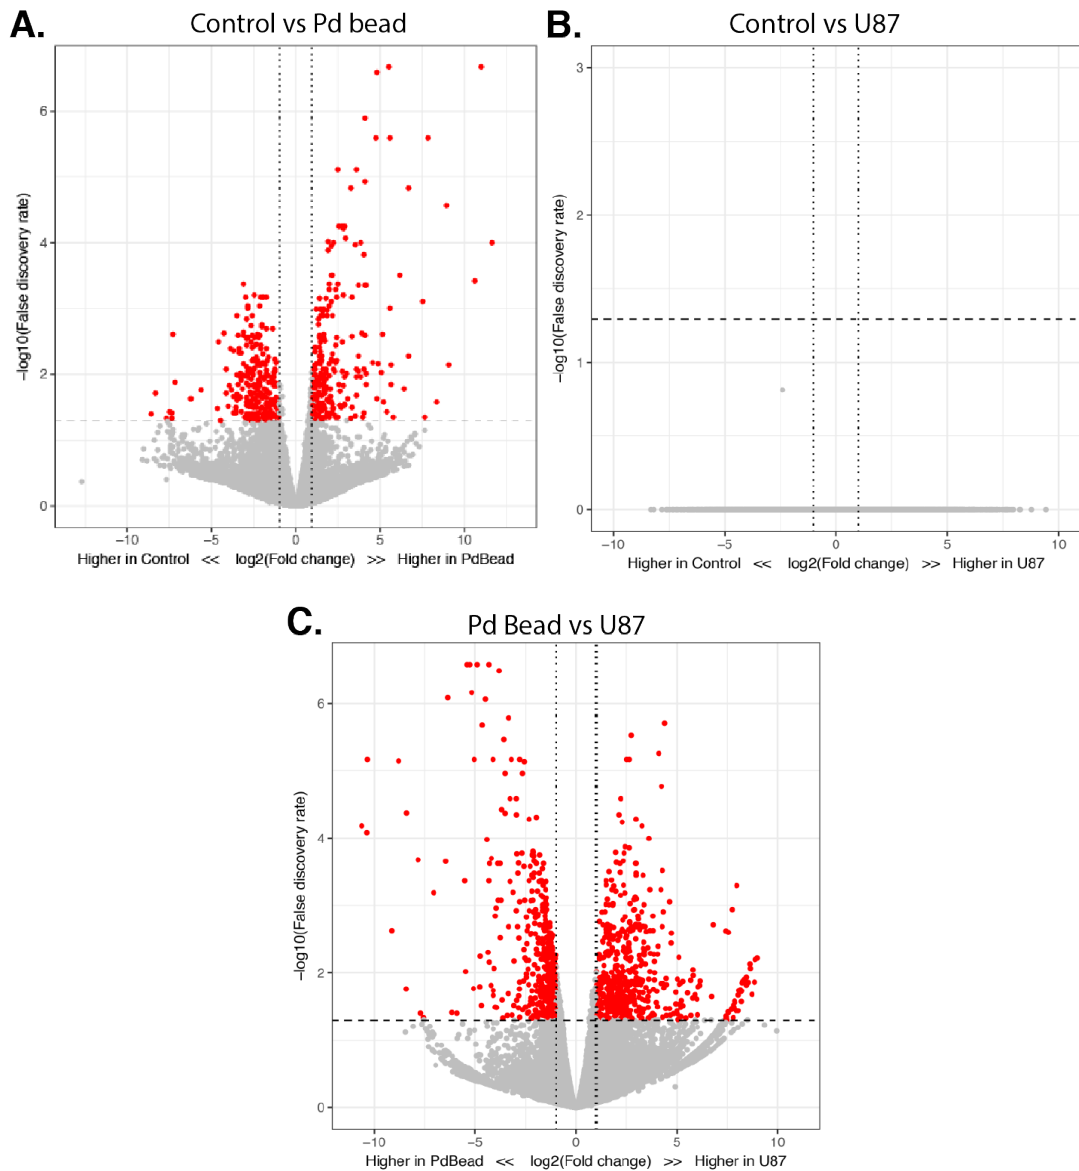 A.
Control vs Pd bead
−log10(False discovery rate)
6
4
2
0
−10
−5
0
5
10
Higher in Control << log2(Fold change) >> Higher in PdBead
B.
Control vs U87
−log10(False discovery rate)
3
2
1
0
−10
−5
0
5
10
Higher in Control << log2(Fold change) >> Higher in U87
C.
Pd Bead vs U87
−log10(False discovery rate)
6
4
2
0
−10
−5
0
5
10
Higher in PdBead << log2(Fold change) >> Higher in U87